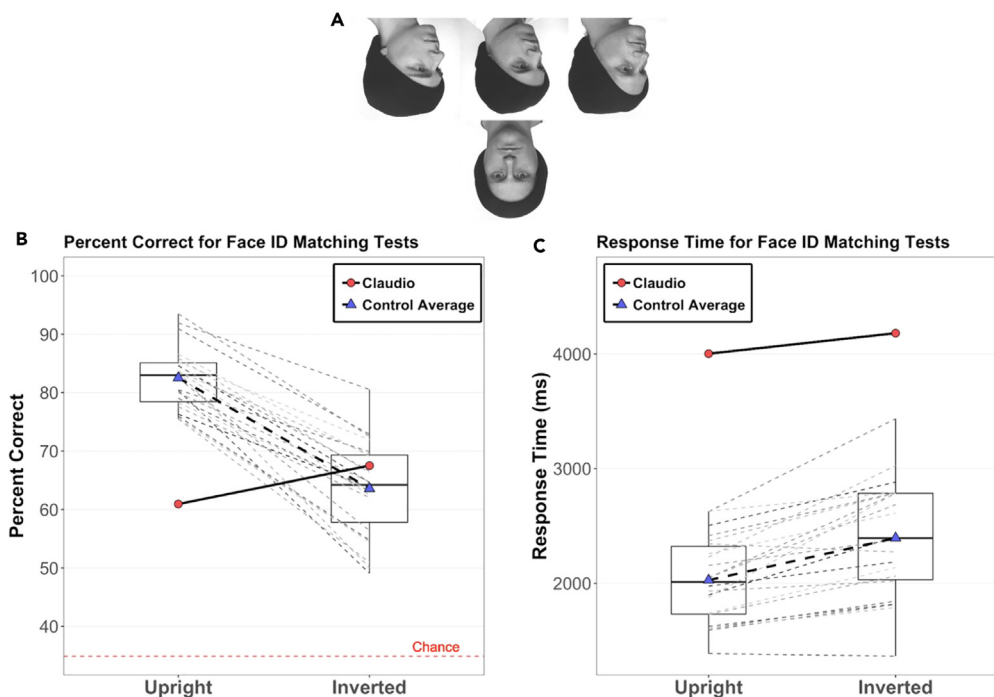 A
B
Percent Correct for Face ID Matching Tests
Claudio
Control Average
100
90
80
70
60
50
40
Percent Correct
Chance
Upright
Inverted
C
Response Time for Face ID Matching Tests
Claudio
Control Average
4000
3000
2000
Response Time (ms)
Upright
Inverted